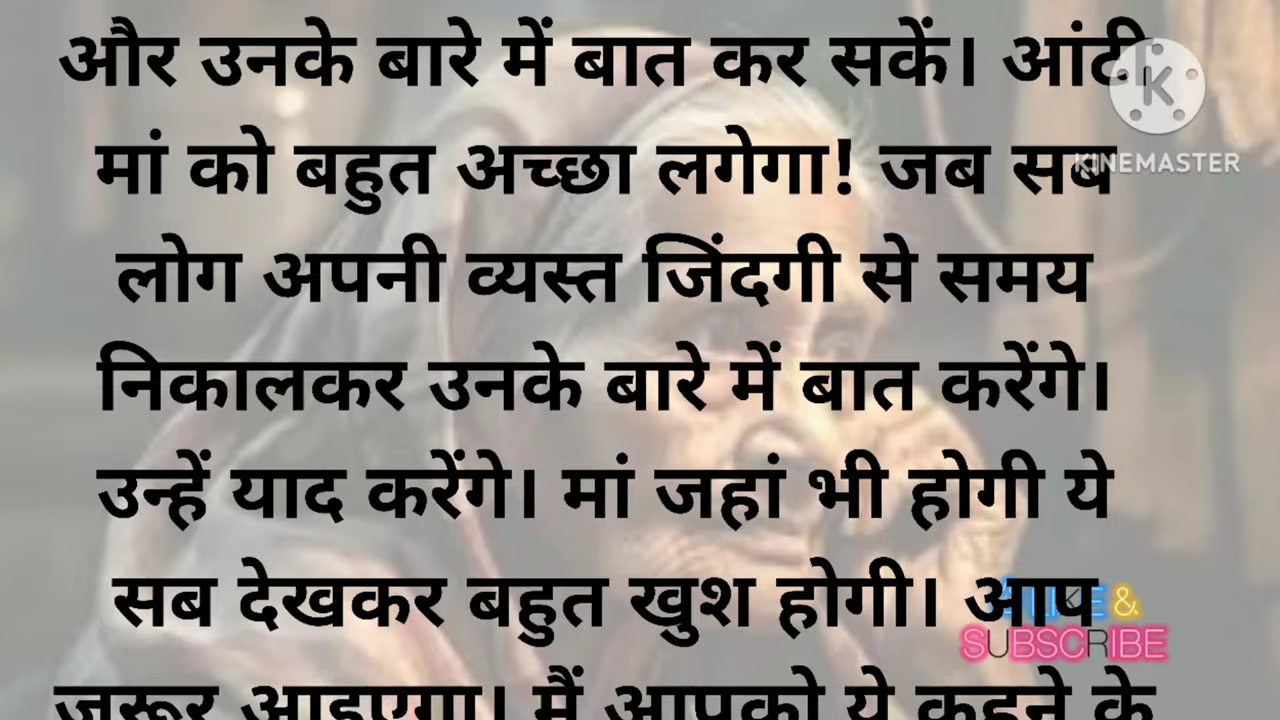 और उनके बारे में बात कर सकें। आंटी
मां को बहुत अच्छा लगेगा! जब सब
लोग अपनी व्यस्त जिंदगी से समय
निकालकर उनके बारे में बात करेंगे।
उन्हें याद करेंगे। मां जहां भी होगी ये
सब देखकर बहुत खुश होगी। आप
जरूर आइएगा। मैं आपको ये कहने के
K
KINEMASTER
LIKE &
SUBSCRIBE